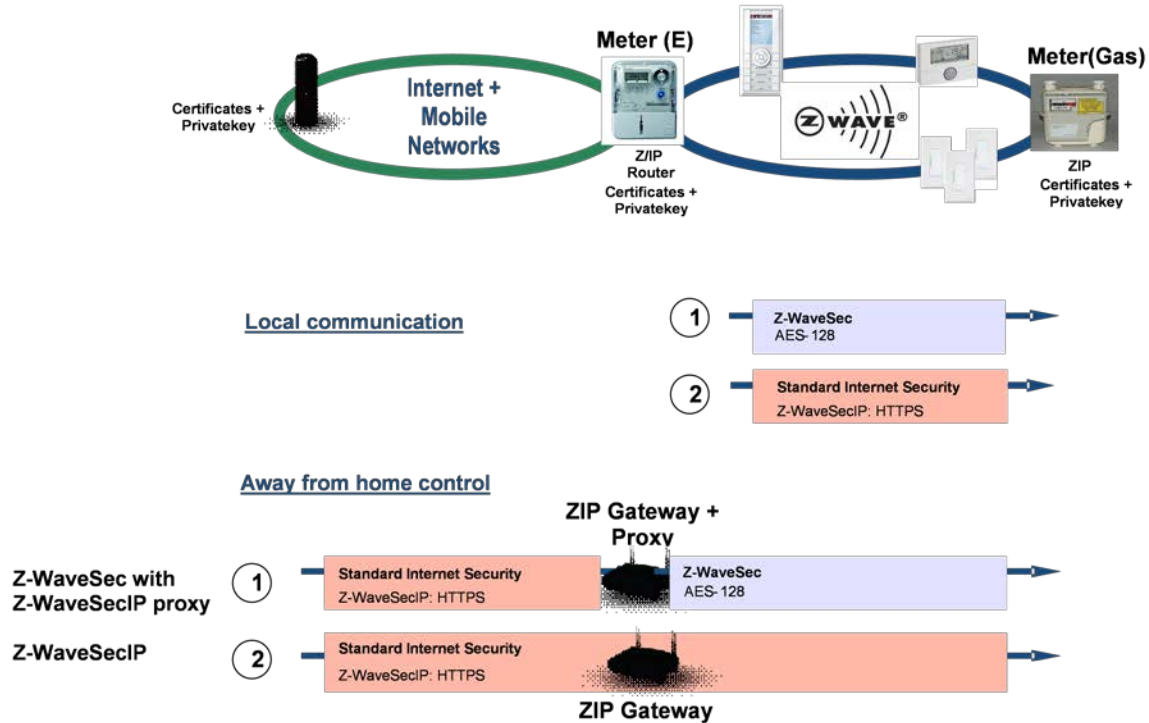 Meter (E)
Meter(Gas)
Internet +
Mobile
Networks
Certificates +
Privatekey
Z WAVE®
Z/IP
Router
Certificates +
Privatekey
ZIP
Certificates +
Privatekey
Local communication
1
Z-WaveSec
AES-128
2
Standard Internet Security
Z-WaveSecIP: HTTPS
Away from home control
ZIP Gateway +
Proxy
Z-WaveSec with
Z-WaveSecIP proxy
1
Standard Internet Security
Z-WaveSecIP: HTTPS
Z-WaveSec
AES-128
Z-WaveSecIP
2
Standard Internet Security
Z-WaveSecIP: HTTPS
ZIP Gateway